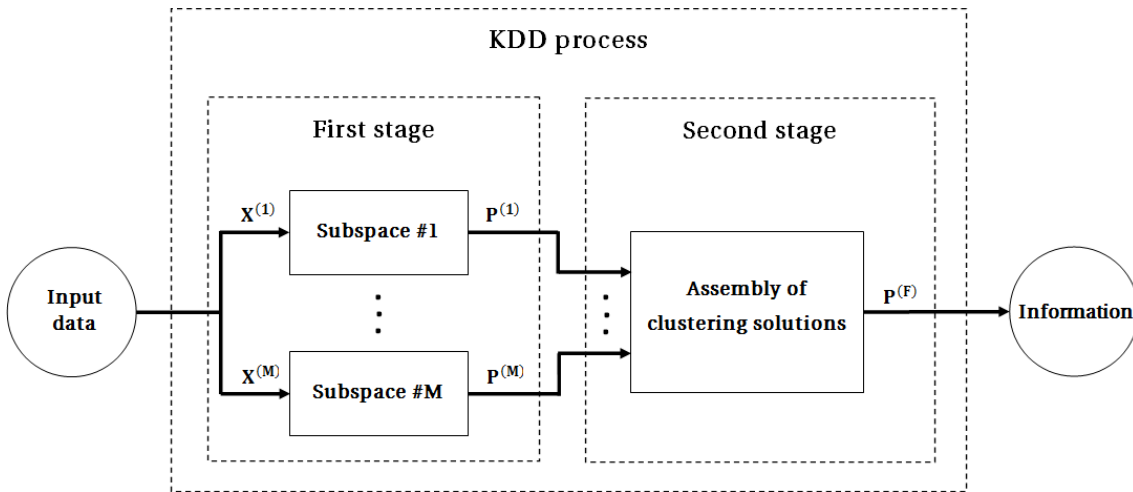 KDD process
First stage
Second stage
X^(1)
P^(1)
Subspace #1
Input
data
Assembly of
clustering solutions
P^(F)
Information
X^(M)
P^(M)
Subspace #M